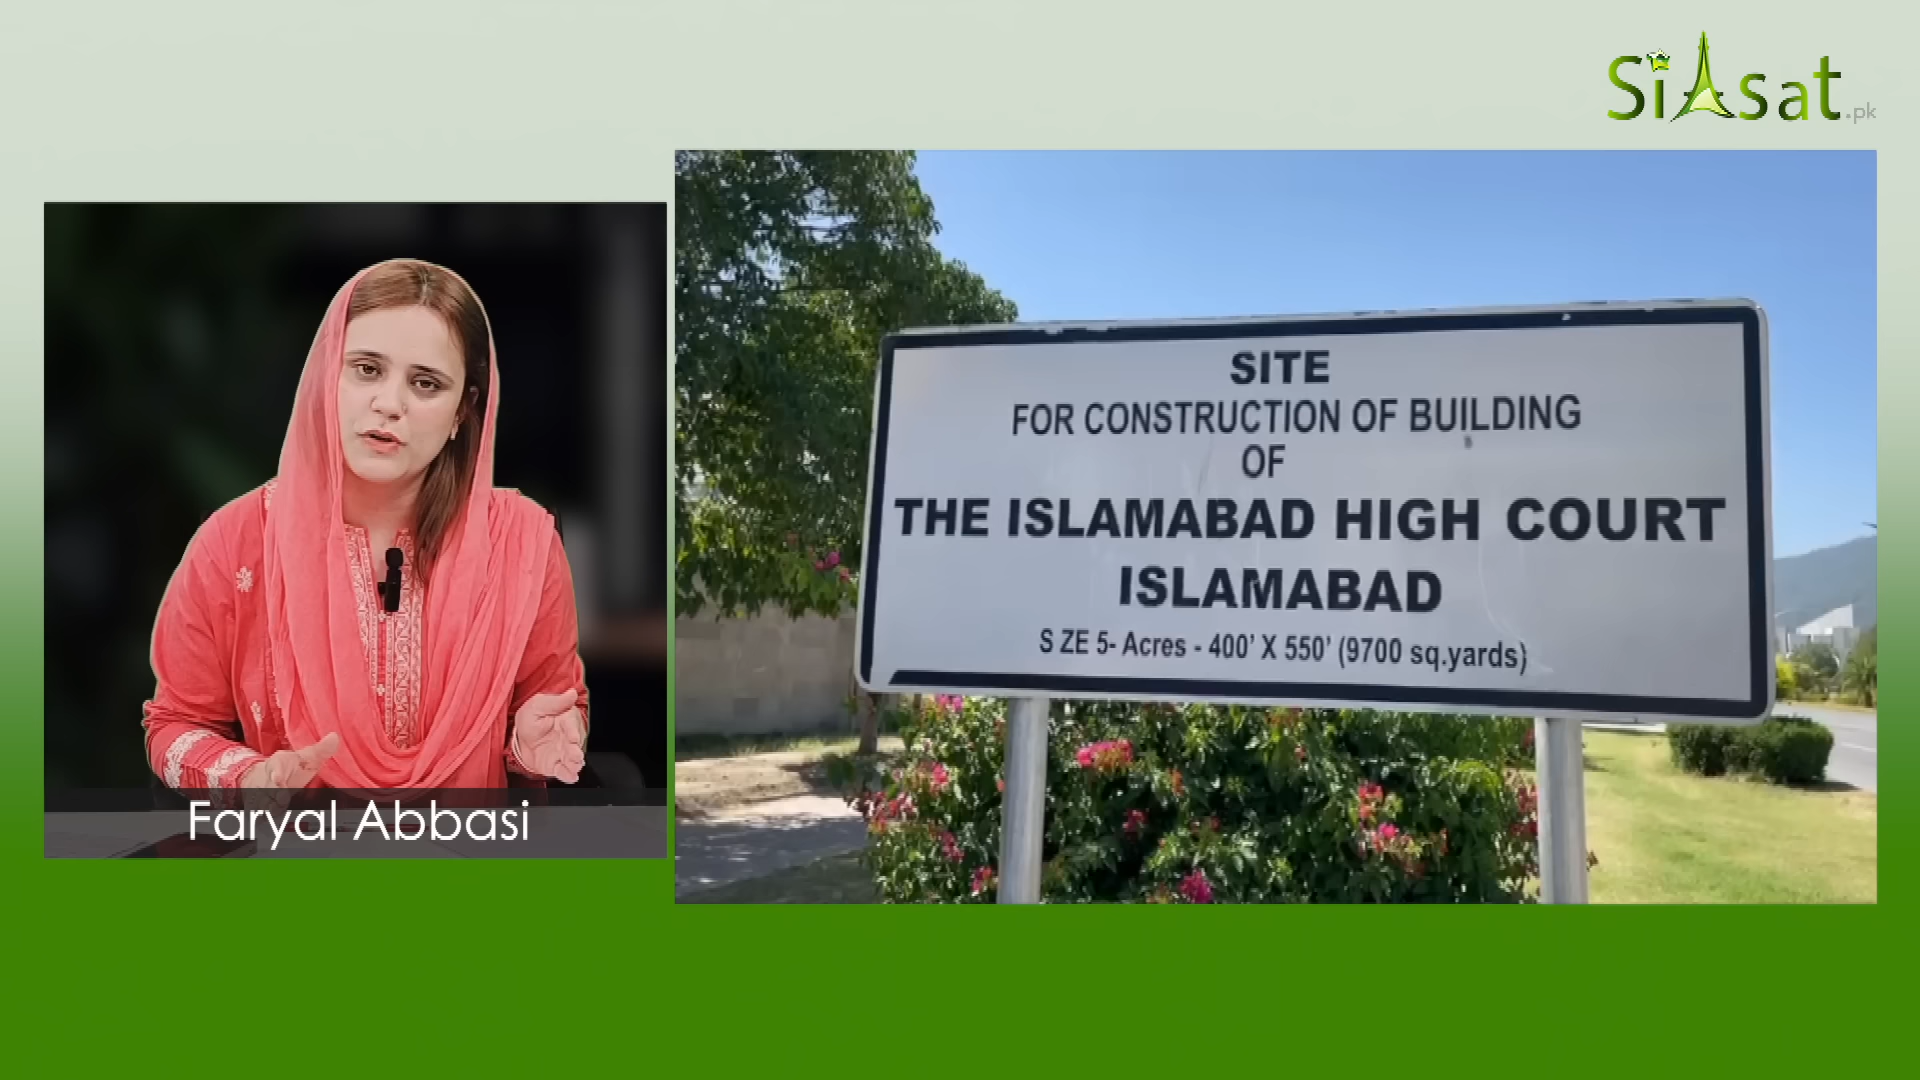 SiAsat.pk
SITE
FOR CONSTRUCTION OF BUILDING
OF
THE ISLAMABAD HIGH COURT
ISLAMABAD
S ZE 5- Acres - 400' X 550' (9700 sq.yards)
Faryal Abbasi